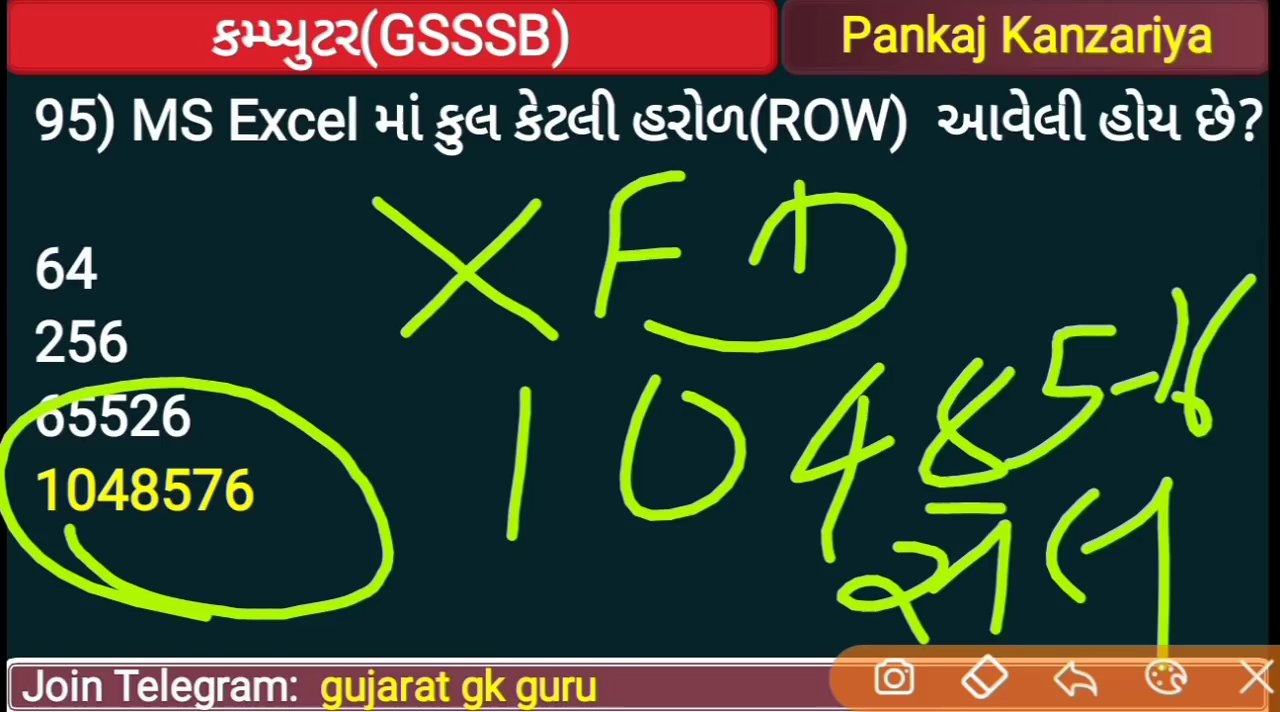 કમ્પ્યુટર(GSSSB)
Pankaj Kanzariya
95) MS Excel માં કુલ કેટલી હરોળ(ROW) આવેલી હોય છે?
XFD
64
256
65526
1048576
Join Telegram: gujarat gk guru